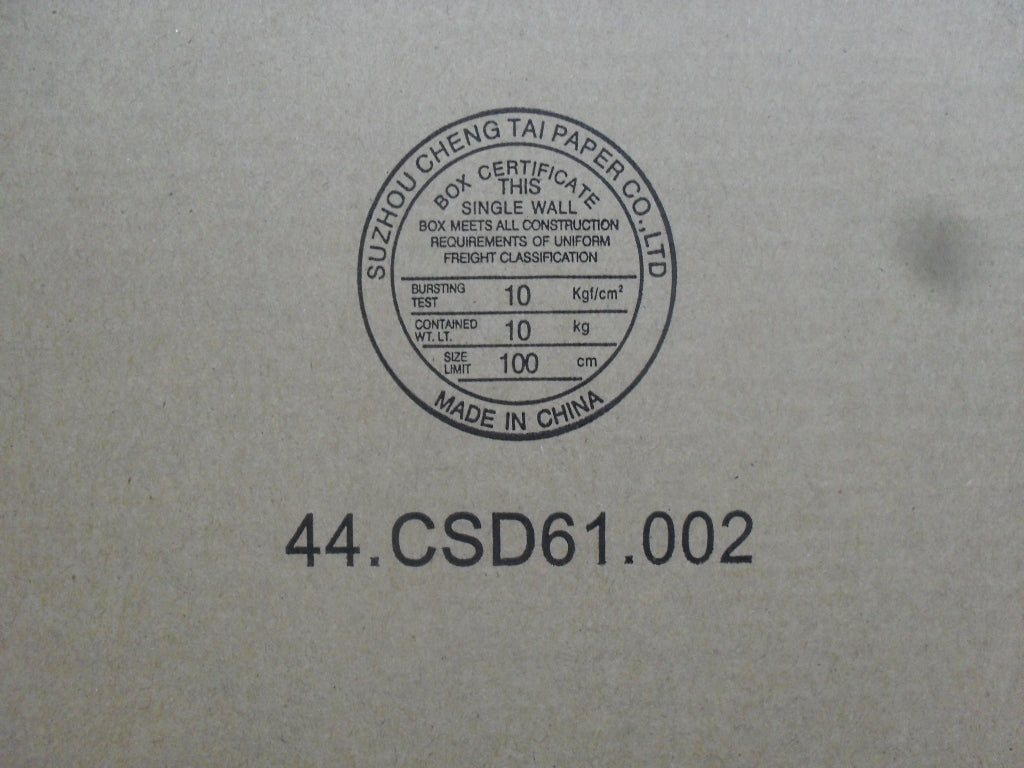 SUZHOU CHENG TAI PAPER CO.,LTD
BOX CERTIFICATE
THIS
SINGLE WALL
BOX MEETS ALL CONSTRUCTION
REQUIREMENTS OF UNIFORM
FREIGHT CLASSIFICATION
BURSTING TEST 10 Kgf/cm²
CONTAINED WT. LT. 10 kg
SIZE LIMIT 100 cm
MADE IN CHINA
44.CSD61.002